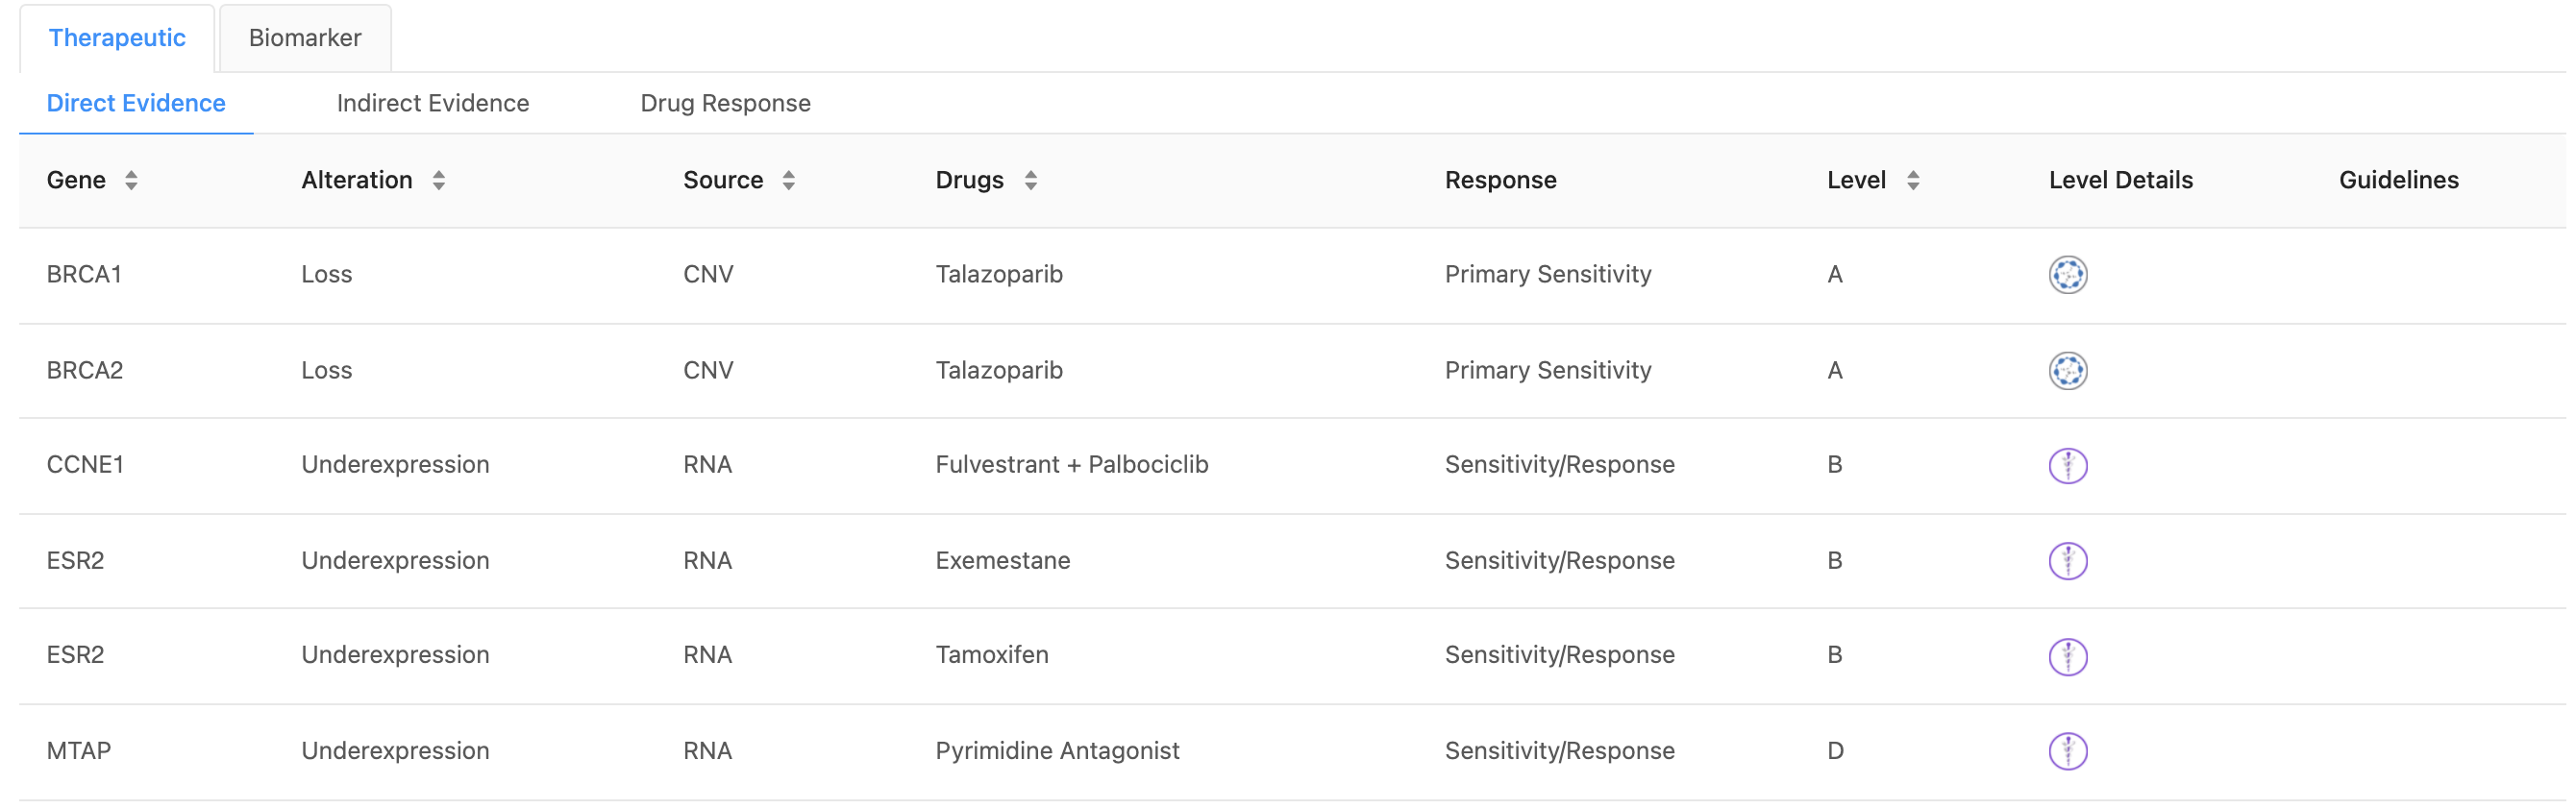 Therapeutic Biomarker
Direct Evidence Indirect Evidence Drug Response
Gene Alteration Source Drugs Response Level Level Details Guidelines
BRCA1 Loss CNV Talazoparib Primary Sensitivity A
BRCA2 Loss CNV Talazoparib Primary Sensitivity A
CCNE1 Underexpression RNA Fulvestrant + Palbociclib Sensitivity/Response B
ESR2 Underexpression RNA Exemestane Sensitivity/Response B
ESR2 Underexpression RNA Tamoxifen Sensitivity/Response B
MTAP Underexpression RNA Pyrimidine Antagonist Sensitivity/Response D